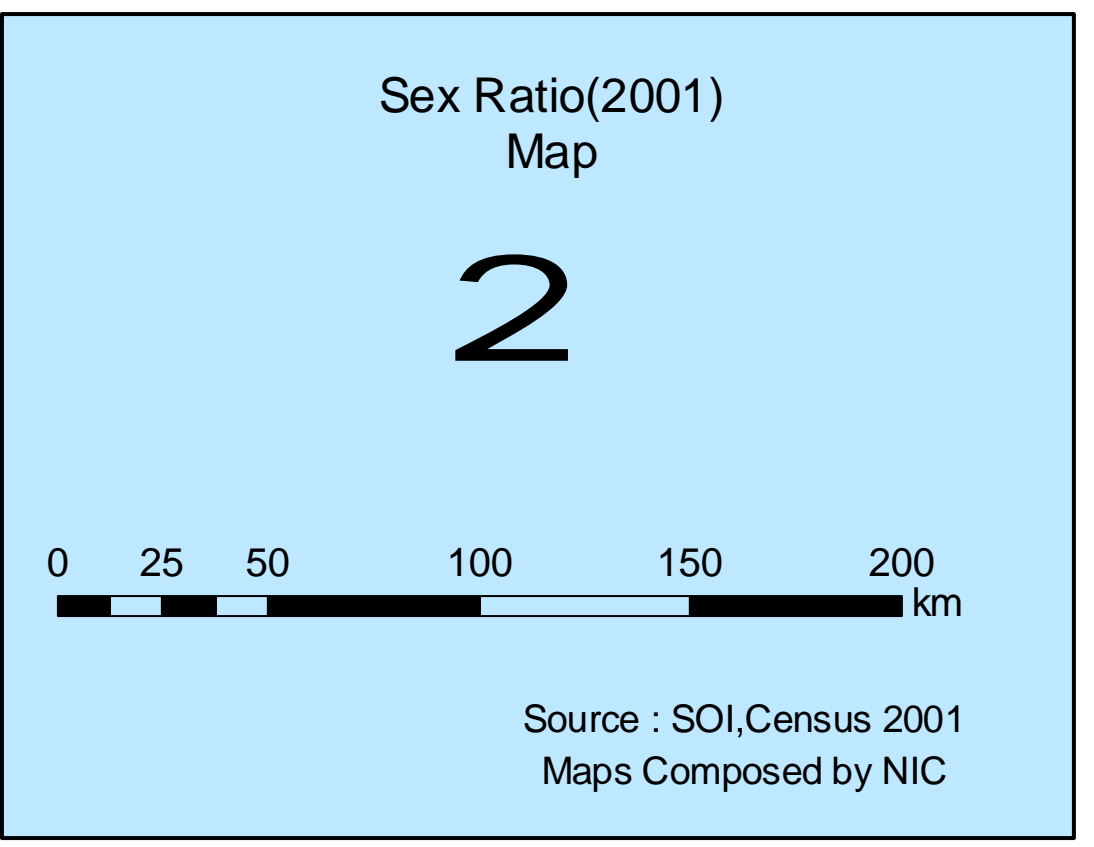 Sex Ratio(2001)
Map
2
0 25 50 100 150 200
km
Source : SOI,Census 2001
Maps Composed by NIC